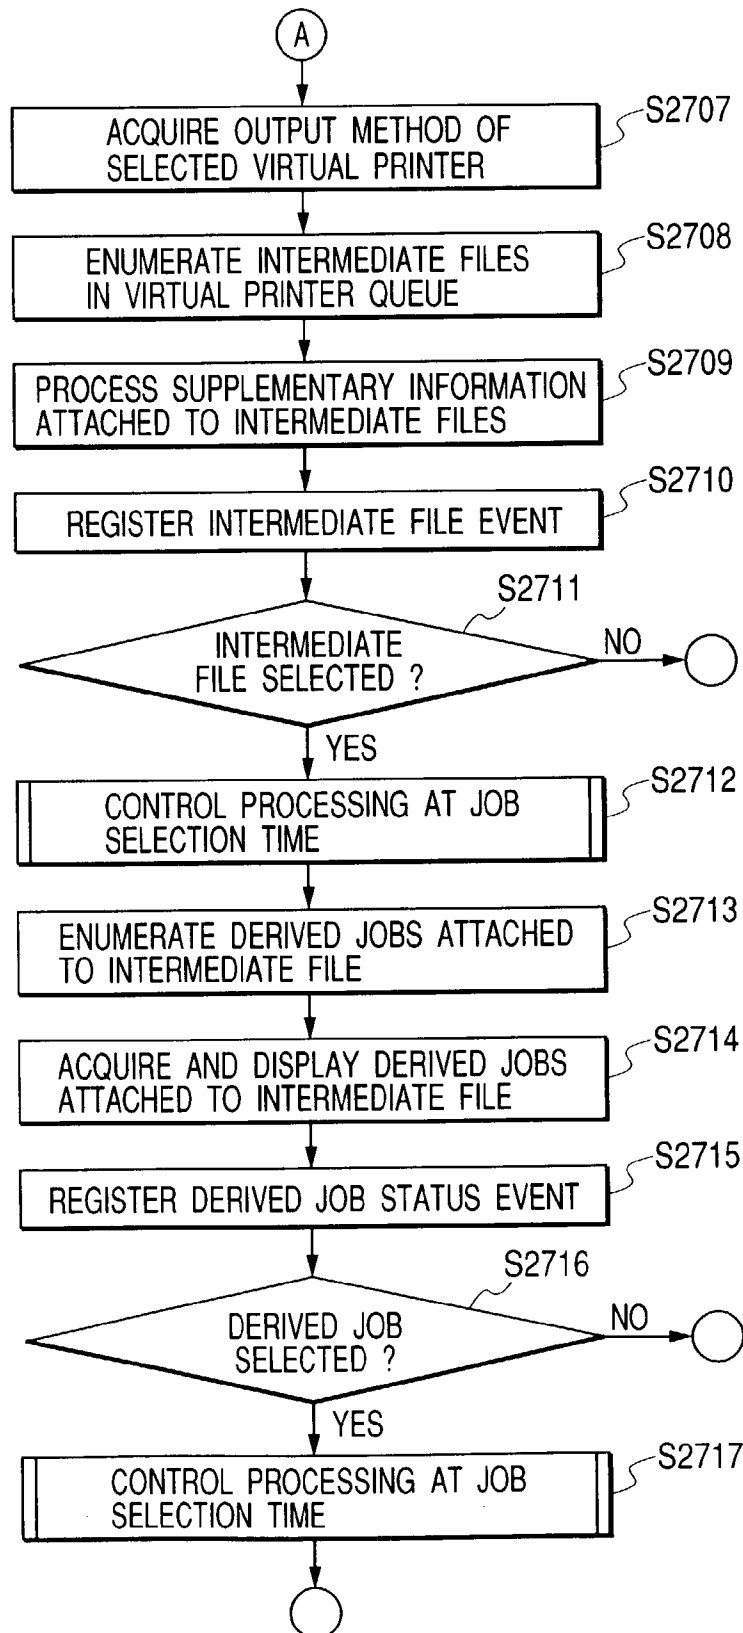 A
S2707
ACQUIRE OUTPUT METHOD OF
SELECTED VIRTUAL PRINTER
S2708
ENUMERATE INTERMEDIATE FILES
IN VIRTUAL PRINTER QUEUE
S2709
PROCESS SUPPLEMENTARY INFORMATION
ATTACHED TO INTERMEDIATE FILES
S2710
REGISTER INTERMEDIATE FILE EVENT
S2711
INTERMEDIATE
FILE SELECTED ?
NO
YES
S2712
CONTROL PROCESSING AT JOB
SELECTION TIME
S2713
ENUMERATE DERIVED JOBS ATTACHED
TO INTERMEDIATE FILE
S2714
ACQUIRE AND DISPLAY DERIVED JOBS
ATTACHED TO INTERMEDIATE FILE
S2715
REGISTER DERIVED JOB STATUS EVENT
S2716
DERIVED JOB
SELECTED ?
NO
YES
S2717
CONTROL PROCESSING AT JOB
SELECTION TIME